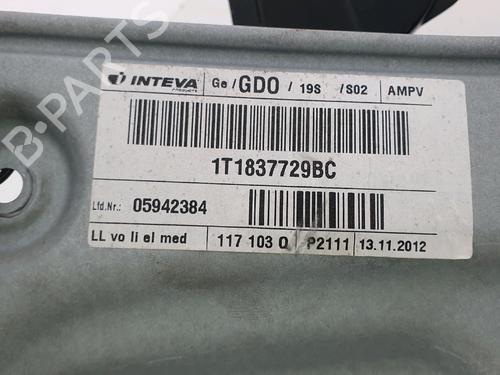 INTEVA PRODUCTS Ge / GDO / 19S / S02 AMPV
1T1837729BC
Lfd.Nr.: 05942384
LL vo li el med 117 103 Q P2111 13.11.2012
B-PARTS